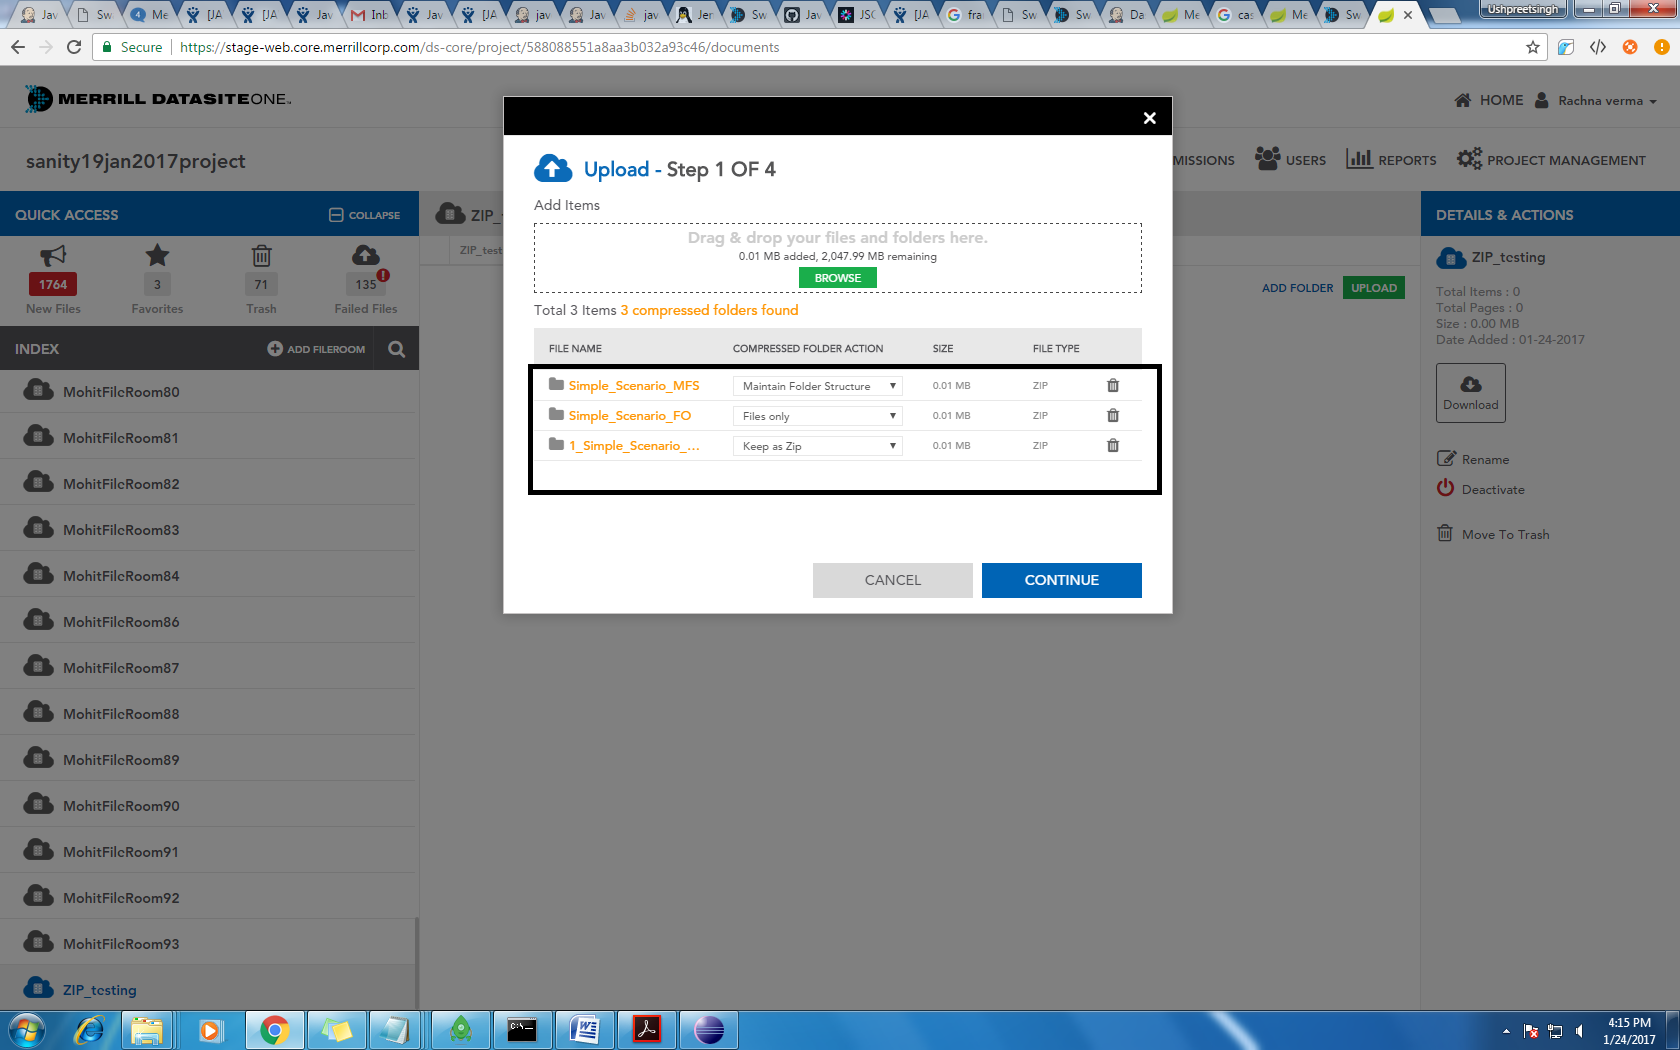 Jav
Sw
Me
[JA
[JA
Jav
Inb
Jav
[JA
jav
Jav
jav
Jer
Sw
Jav
JSC
[JA
fra
Sw
Sw
Da
Me
cas
Me
Sw
Ushpreetsingh
Secure
https://stage-web.core.merrillcorp.com/ds-core/project/588088551a8aa3b032a93c46/documents
MERRILL DATASITEONE
HOME
Rachna verma
sanity19jan2017project
MISSIONS
USERS
REPORTS
PROJECT MANAGEMENT
QUICK ACCESS
COLLAPSE
1764
New Files
3
Favorites
71
Trash
135
Failed Files
INDEX
ADD FILEROOM
MohitFileRoom80
MohitFileRoom81
MohitFileRoom82
MohitFileRoom83
MohitFileRoom84
MohitFileRoom86
MohitFileRoom87
MohitFileRoom88
MohitFileRoom89
MohitFileRoom90
MohitFileRoom91
MohitFileRoom92
MohitFileRoom93
ZIP_testing
ZIP_
ZIP_test
ADD FOLDER
UPLOAD
Upload - Step 1 OF 4
Add Items
Drag & drop your files and folders here.
0.01 MB added, 2,047.99 MB remaining
BROWSE
Total 3 Items 3 compressed folders found
FILE NAME COMPRESSED FOLDER ACTION SIZE FILE TYPE
Simple_Scenario_MFS Maintain Folder Structure 0.01 MB ZIP
Simple_Scenario_FO Files only 0.01 MB ZIP
1_Simple_Scenario_... Keep as Zip 0.01 MB ZIP
CANCEL
CONTINUE
DETAILS & ACTIONS
ZIP_testing
Total Items : 0
Total Pages : 0
Size : 0.00 MB
Date Added : 01-24-2017
Download
Rename
Deactivate
Move To Trash
4:15 PM
1/24/2017